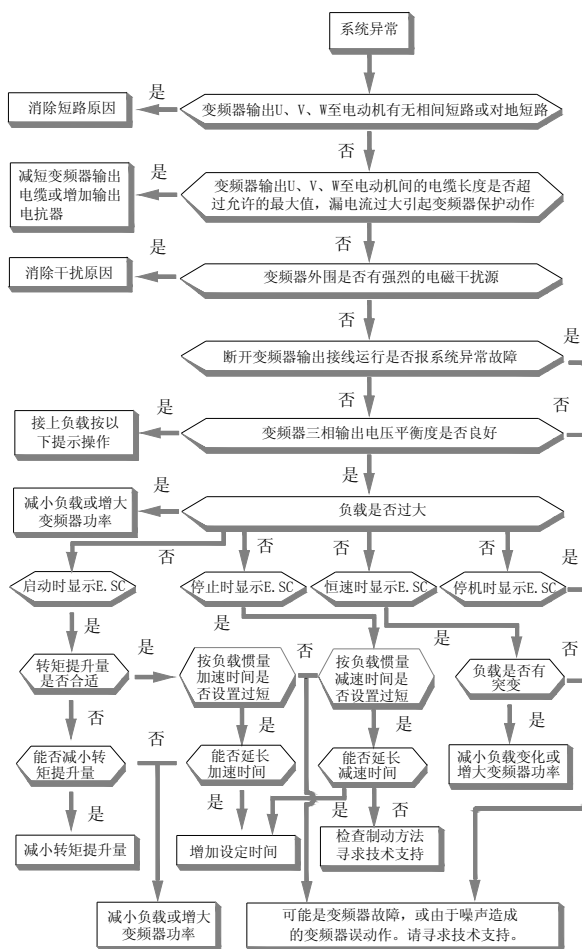 系统异常
是
消除短路原因
变频器输出U、V、W至电动机有无相间短路或对地短路
否
减短变频器输出
电缆或增加输出
电抗器
是
变频器输出U、V、W至电动机间的电缆长度是否超
过允许的最大值，漏电流过大引起变频器保护动作
是
否
消除干扰原因
变频器外围是否有强烈的电磁干扰源
否
是
断开变频器输出接线运行是否报系统异常故障
是
否
否
接上负载按以
下提示操作
变频器三相输出电压平衡度是否良好
是
是
减小负载或增大
变频器功率
负载是否过大
否
否
否
否
是
启动时显示E.SC
停止时显示E.SC
恒速时显示E.SC
停机时显示E.SC
是
是
是
是
否
否
转矩提升量
是否合适
按负载惯量
加速时间是
否设置过短
按负载惯量
减速时间是
否设置过短
负载是否有
突变
否
是
是
是
否
能否减小转
矩提升量
能否延长
加速时间
能否延长
减速时间
减小负载变化或
增大变频器功率
是
是
是
否
减小转矩提升量
增加设定时间
检查制动方法
寻求技术支持
减小负载或增大
变频器功率
可能是变频器故障，或由于噪声造成
的变频器误动作。请寻求技术支持。